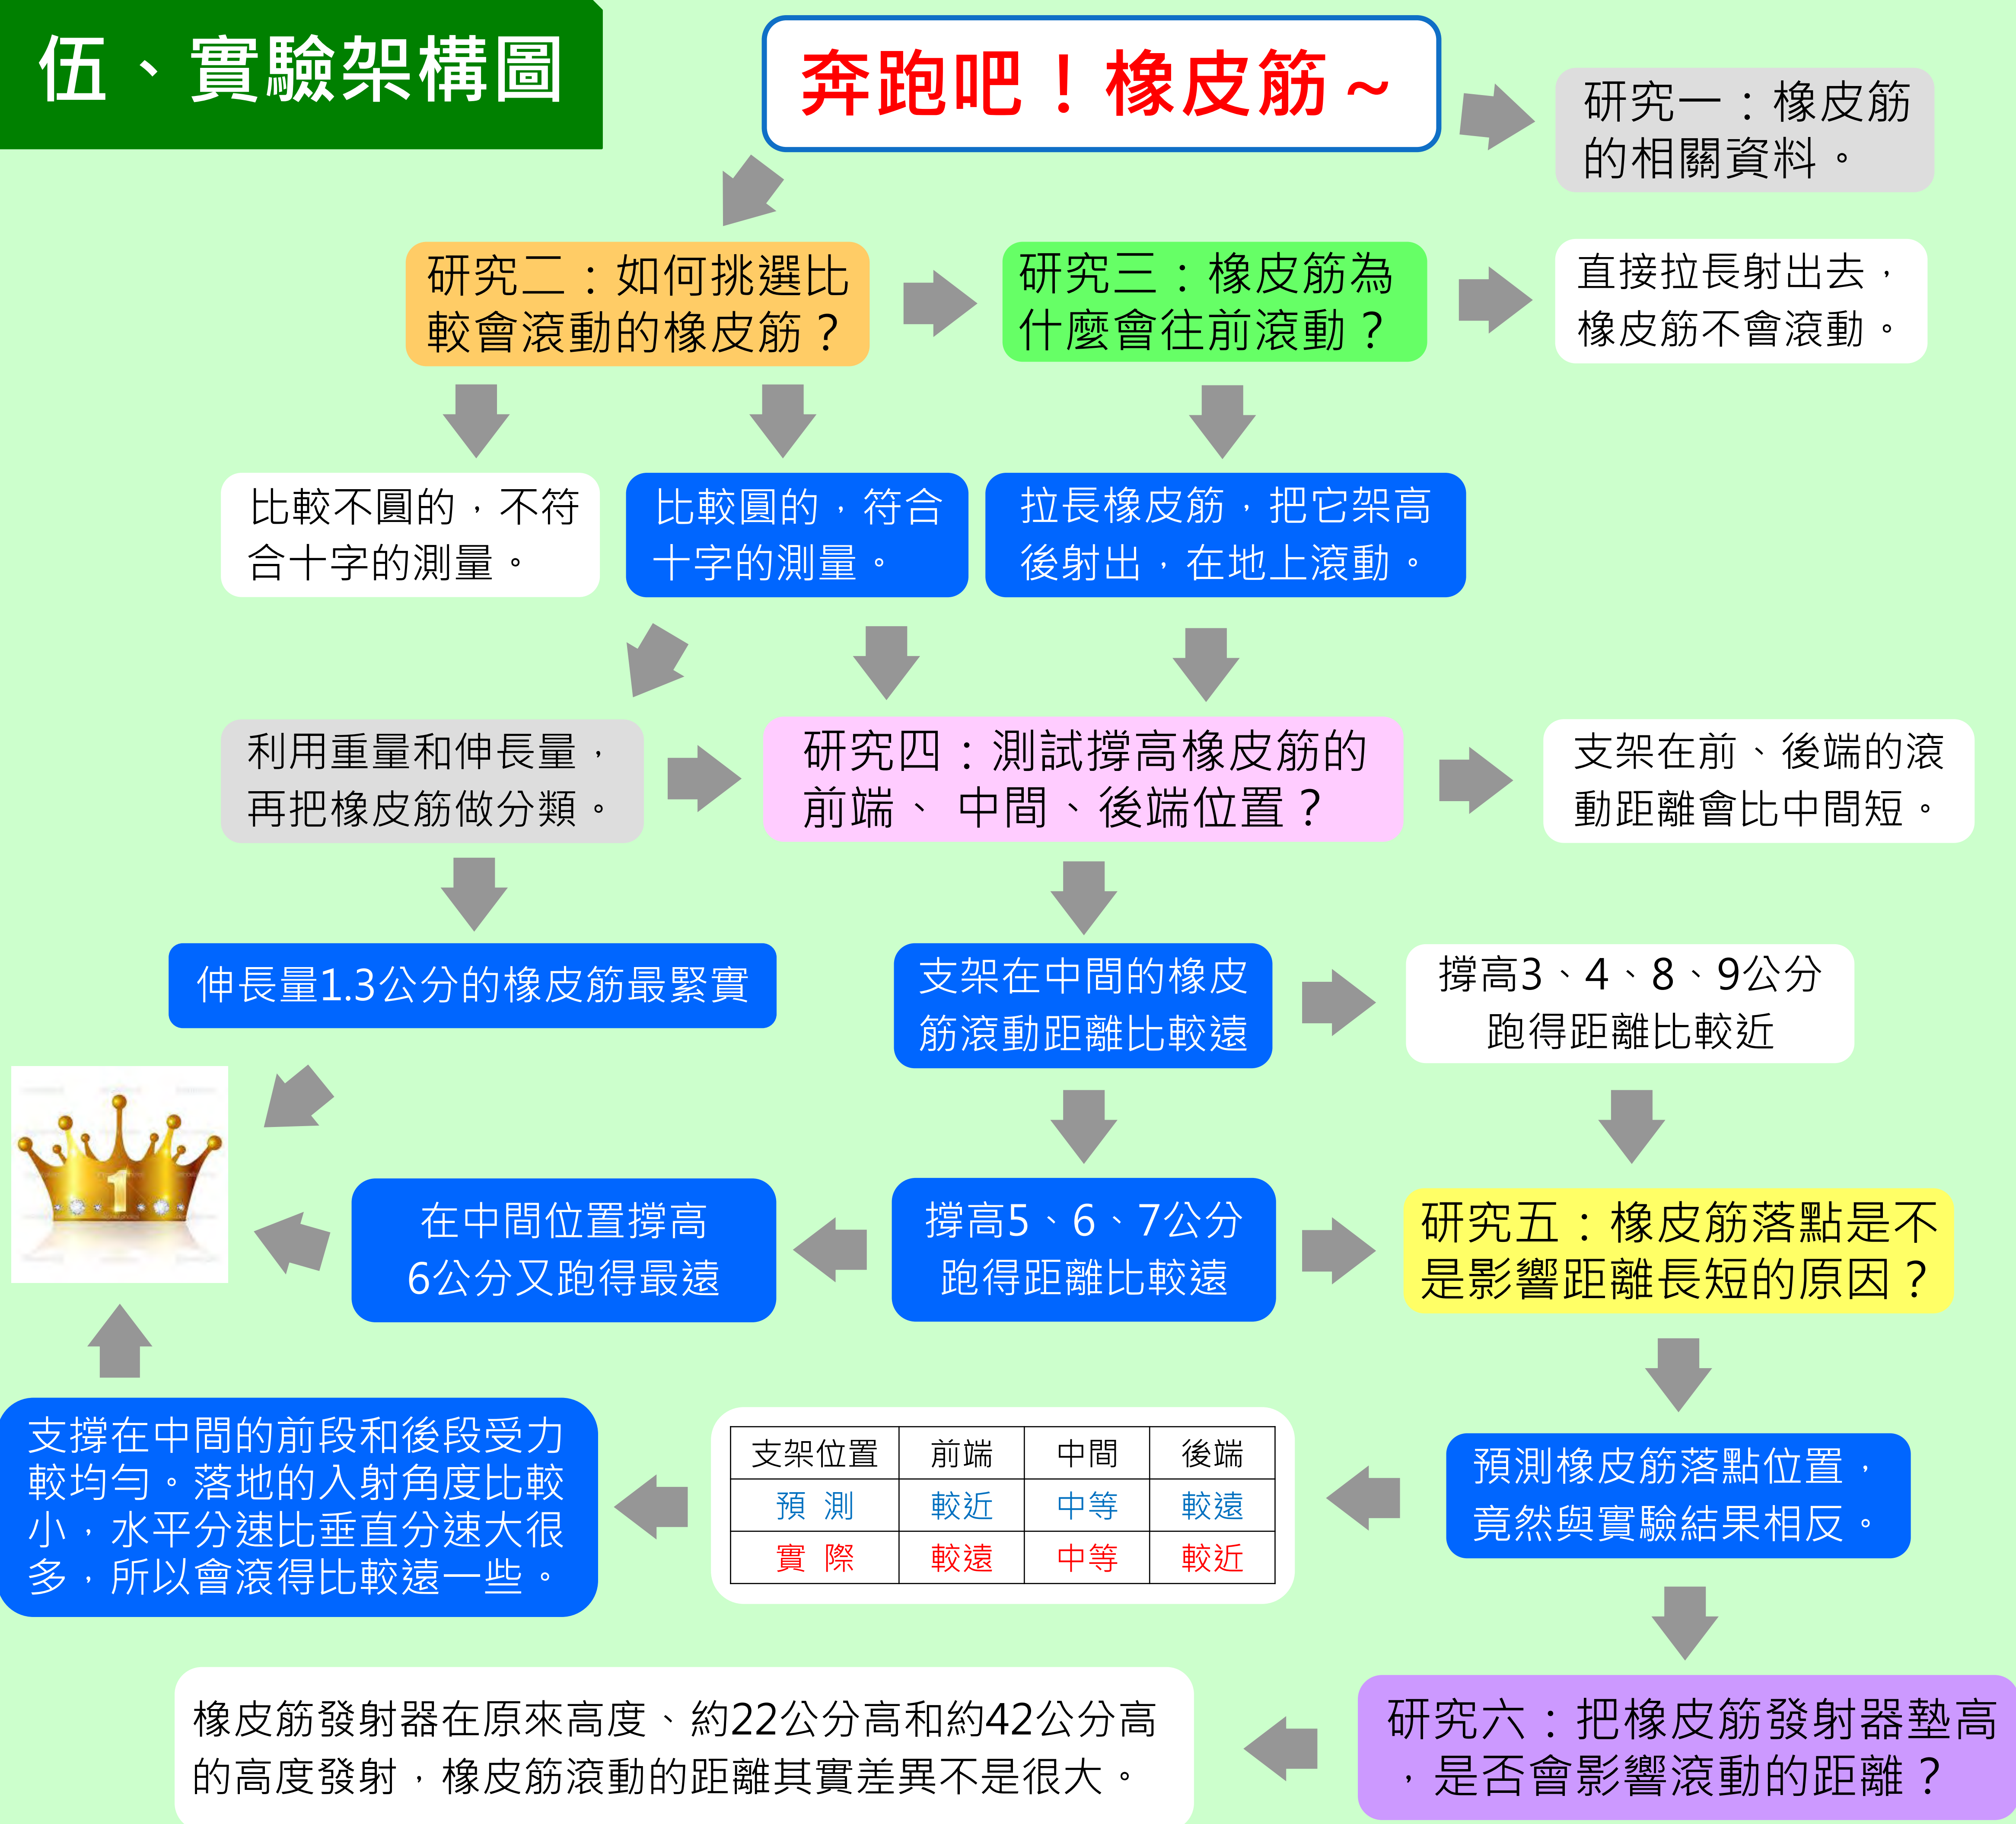 伍、實驗架構圖
奔跑吧！橡皮筋～
研究一：橡皮筋
的相關資料。
研究二：如何挑選比
較會滾動的橡皮筋？
研究三：橡皮筋為
什麼會往前滾動？
直接拉長射出去，
橡皮筋不會滾動。
比較不圓的，不符
合十字的測量。
比較圓的，符合
十字的測量。
拉長橡皮筋，把它架高
後射出，在地上滾動。
利用重量和伸長量，
再把橡皮筋做分類。
研究四：測試撐高橡皮筋的
前端、中間、後端位置？
支架在前、後端的滾
動距離會比中間短。
伸長量1.3公分的橡皮筋最緊實
支架在中間的橡皮
筋滾動距離比較遠
撐高3、4、8、9公分
跑得距離比較近
1
在中間位置撐高
6公分又跑得最遠
撐高5、6、7公分
跑得距離比較遠
研究五：橡皮筋落點是不
是影響距離長短的原因？
支撐在中間的前段和後段受力
較均勻。落地的入射角度比較
小，水平分速比垂直分速大很
多，所以會滾得比較遠一些。
支架位置 前端 中間 後端
預 測 較近 中等 較遠
實 際 較遠 中等 較近
預測橡皮筋落點位置，
竟然與實驗結果相反。
橡皮筋發射器在原來高度、約22公分高和約42公分高
的高度發射，橡皮筋滾動的距離其實差異不是很大。
研究六：把橡皮筋發射器墊高
，是否會影響滾動的距離？